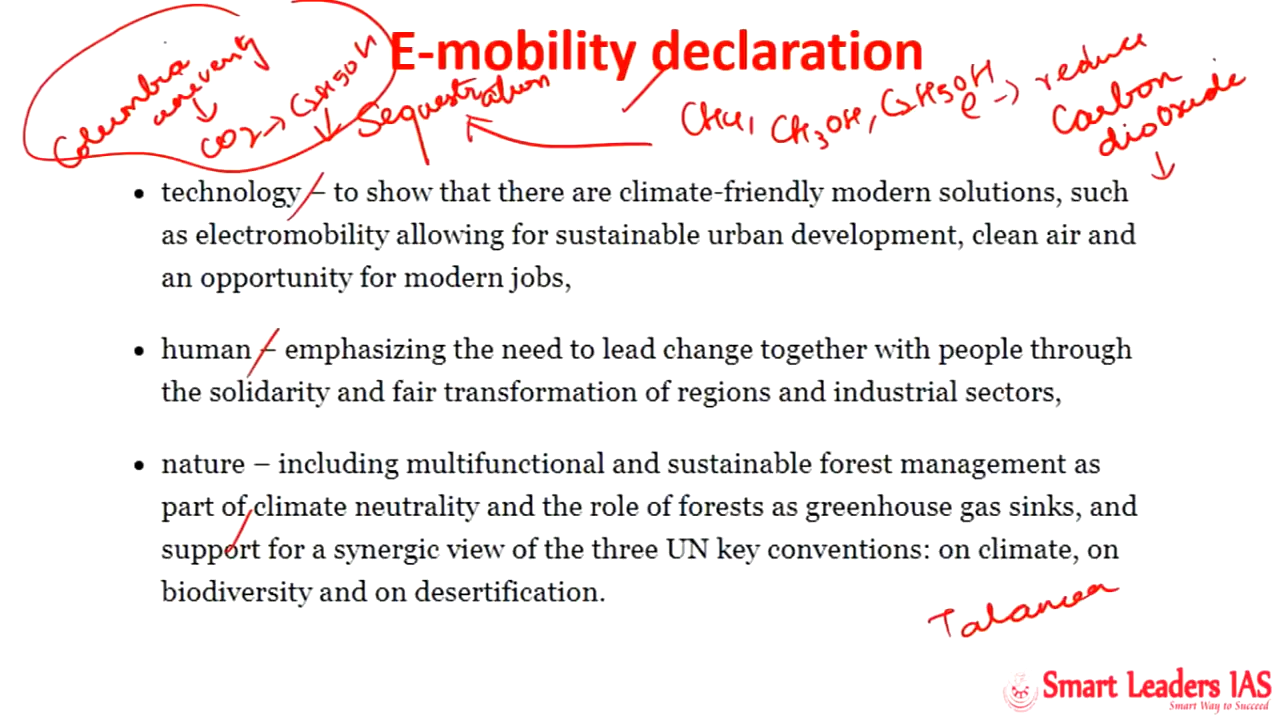 E-mobility declaration
Columbia
CO2 → C2H5OH
Sequestration
CH4, CH3OH, C2H5OH
e → reduce
Carbon
dioxide
• technology – to show that there are climate-friendly modern solutions, such
as electromobility allowing for sustainable urban development, clean air and
an opportunity for modern jobs,
• human – emphasizing the need to lead change together with people through
the solidarity and fair transformation of regions and industrial sectors,
• nature – including multifunctional and sustainable forest management as
part of climate neutrality and the role of forests as greenhouse gas sinks, and
support for a synergic view of the three UN key conventions: on climate, on
biodiversity and on desertification.
Talanoa
Smart Leaders IAS
Smart Way to Succeed